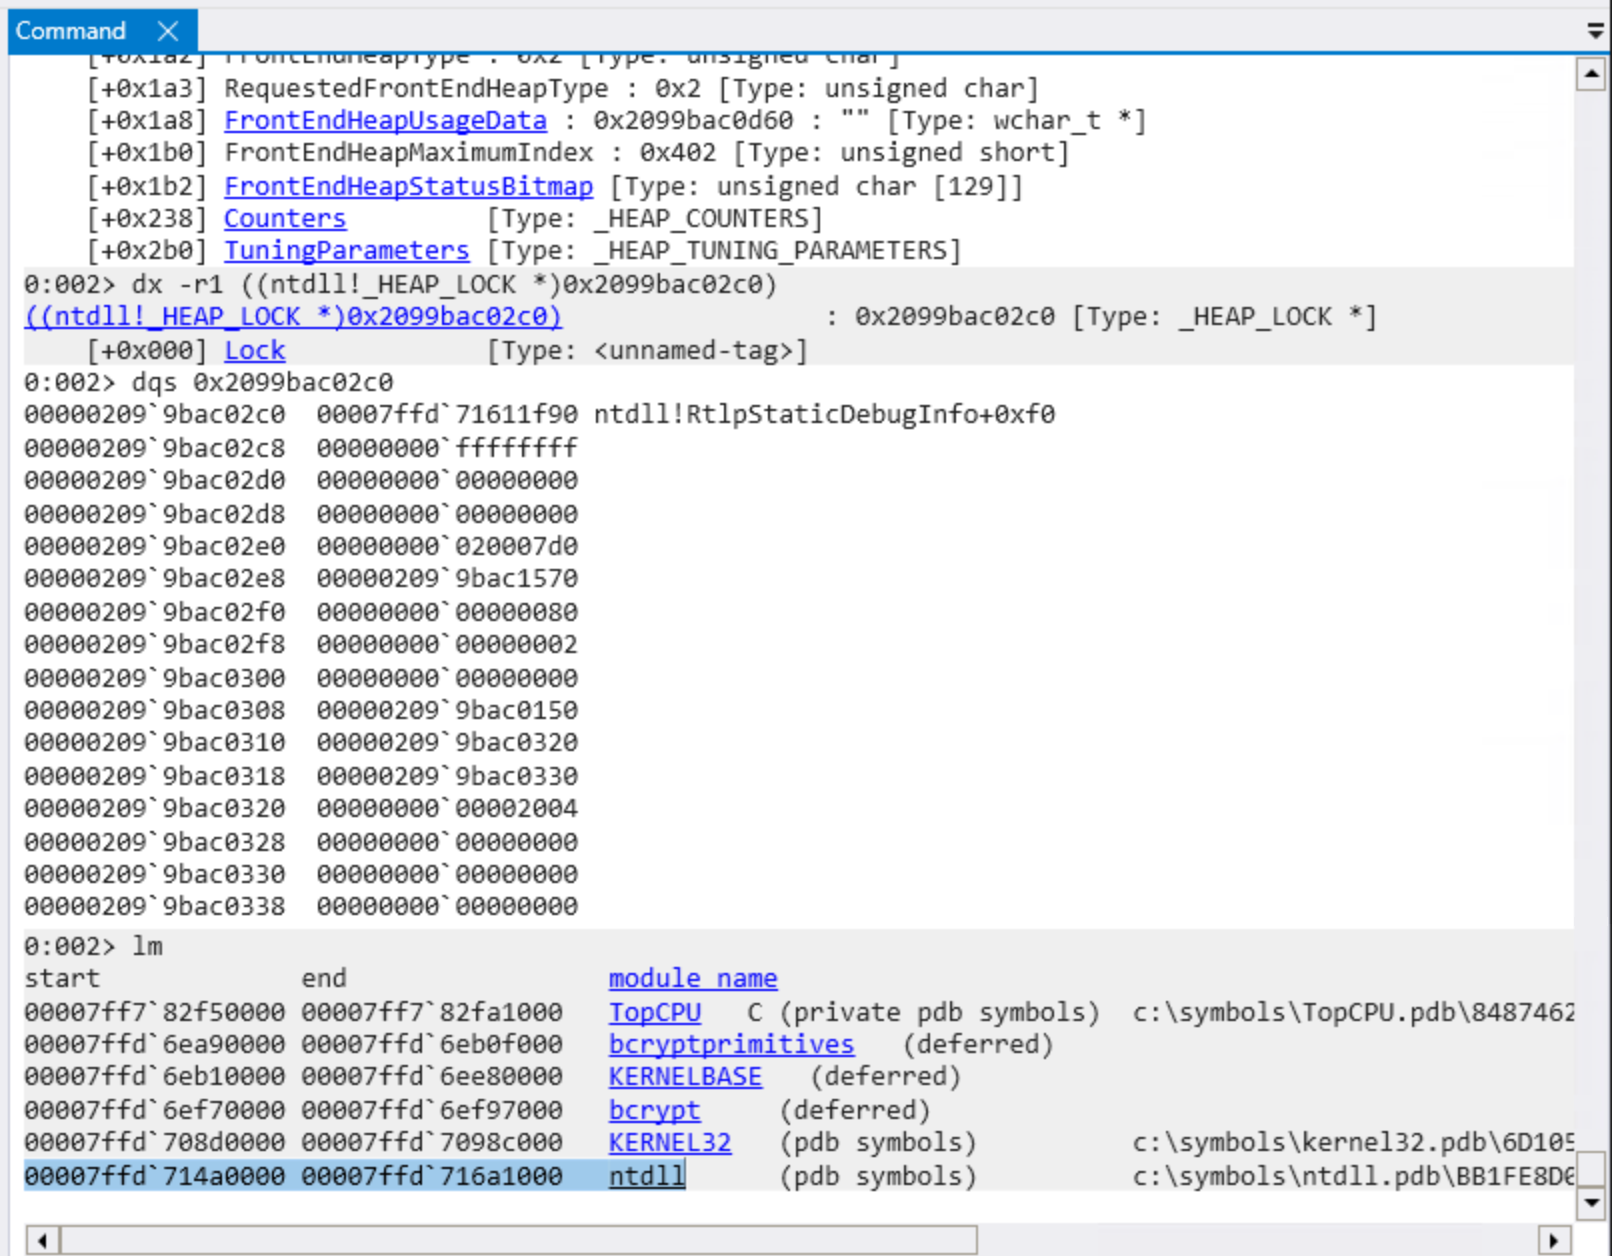 Command
[+0x1a2] FrontEndHeapType : 0x2 [Type: unsigned char]
[+0x1a3] RequestedFrontEndHeapType : 0x2 [Type: unsigned char]
[+0x1a8] FrontEndHeapUsageData : 0x2099bac0d60 : "" [Type: wchar_t *]
[+0x1b0] FrontEndHeapMaximumIndex : 0x402 [Type: unsigned short]
[+0x1b2] FrontEndHeapStatusBitmap [Type: unsigned char [129]]
[+0x238] Counters [Type: _HEAP_COUNTERS]
[+0x2b0] TuningParameters [Type: _HEAP_TUNING_PARAMETERS]
0:002> dx -r1 ((ntdll!_HEAP_LOCK *)0x2099bac02c0)
((ntdll!_HEAP_LOCK *)0x2099bac02c0) : 0x2099bac02c0 [Type: _HEAP_LOCK *]
[+0x000] Lock [Type: <unnamed-tag>]
0:002> dqs 0x2099bac02c0
00000209`9bac02c0 00007ffd`71611f90 ntdll!RtlpStaticDebugInfo+0xf0
00000209`9bac02c8 00000000`ffffffff
00000209`9bac02d0 00000000`00000000
00000209`9bac02d8 00000000`00000000
00000209`9bac02e0 00000000`020007d0
00000209`9bac02e8 00000209`9bac1570
00000209`9bac02f0 00000000`00000080
00000209`9bac02f8 00000000`00000002
00000209`9bac0300 00000000`00000000
00000209`9bac0308 00000209`9bac0150
00000209`9bac0310 00000209`9bac0320
00000209`9bac0318 00000209`9bac0330
00000209`9bac0320 00000000`00002004
00000209`9bac0328 00000000`00000000
00000209`9bac0330 00000000`00000000
00000209`9bac0338 00000000`00000000
0:002> lm
start end module name
00007ff7`82f50000 00007ff7`82fa1000 TopCPU C (private pdb symbols) c:\symbols\TopCPU.pdb\8487462
00007ffd`6ea90000 00007ffd`6eb0f000 bcryptprimitives (deferred)
00007ffd`6eb10000 00007ffd`6ee80000 KERNELBASE (deferred)
00007ffd`6ef70000 00007ffd`6ef97000 bcrypt (deferred)
00007ffd`708d0000 00007ffd`7098c000 KERNEL32 (pdb symbols) c:\symbols\kernel32.pdb\6D105
00007ffd`714a0000 00007ffd`716a1000 ntdll (pdb symbols) c:\symbols\ntdll.pdb\BB1FE8D0